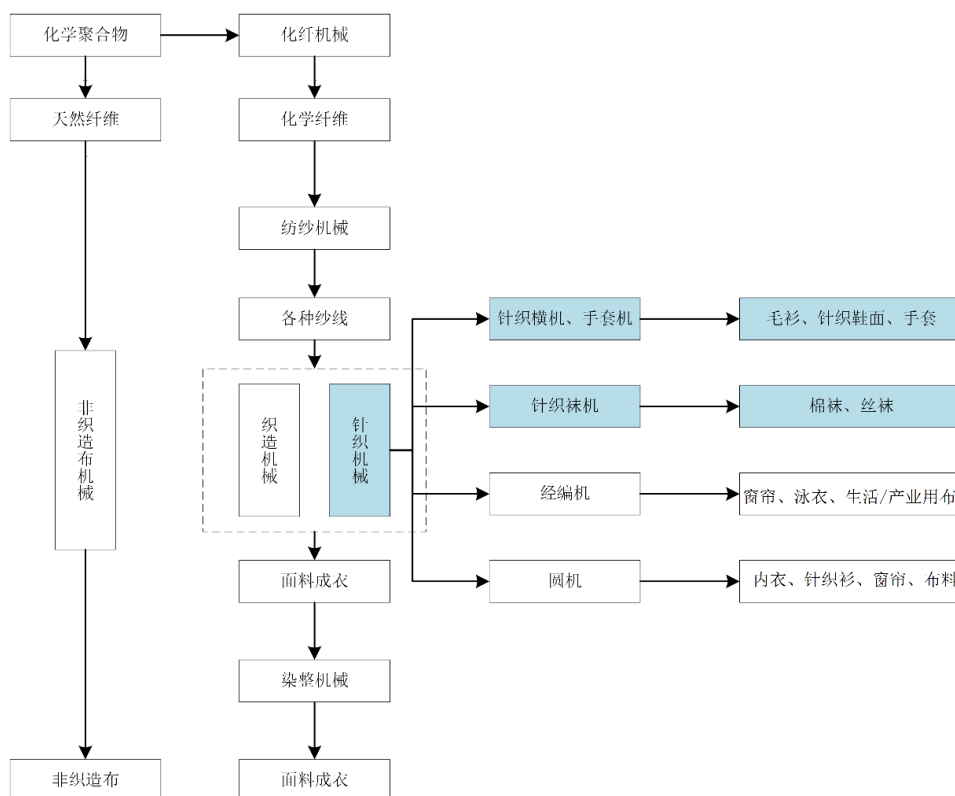 化学聚合物
化纤机械
天然纤维
化学纤维
纺纱机械
各种纱线
针织横机、手套机
毛衫、针织鞋面、手套
非织造布机械
织造机械
针织机械
针织袜机
棉袜、丝袜
经编机
窗帘、泳衣、生活/产业用布
面料成衣
圆机
内衣、针织衫、窗帘、布料
染整机械
非织造布
面料成衣